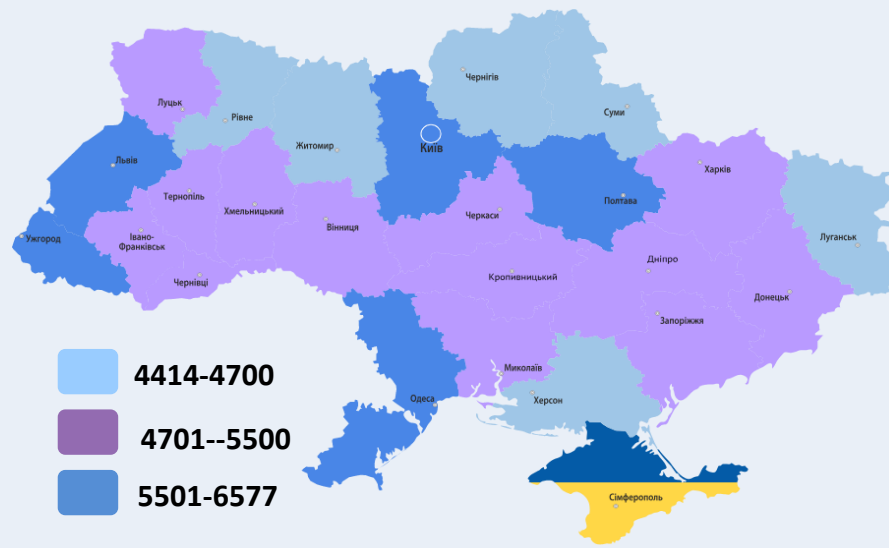 Чернігів
Луцьк
Суми
Рівне
Житомир
Київ
Львів
Харків
Тернопіль
Полтава
Хмельницький
Черкаси
Вінниця
Ужгород
Івано-
Франківськ
Луганськ
Дніпро
Чернівці
Кропивницький
Донецьк
Запоріжжя
Миколаїв
Одеса
Херсон
Сімферополь
4414-4700
4701--5500
5501-6577